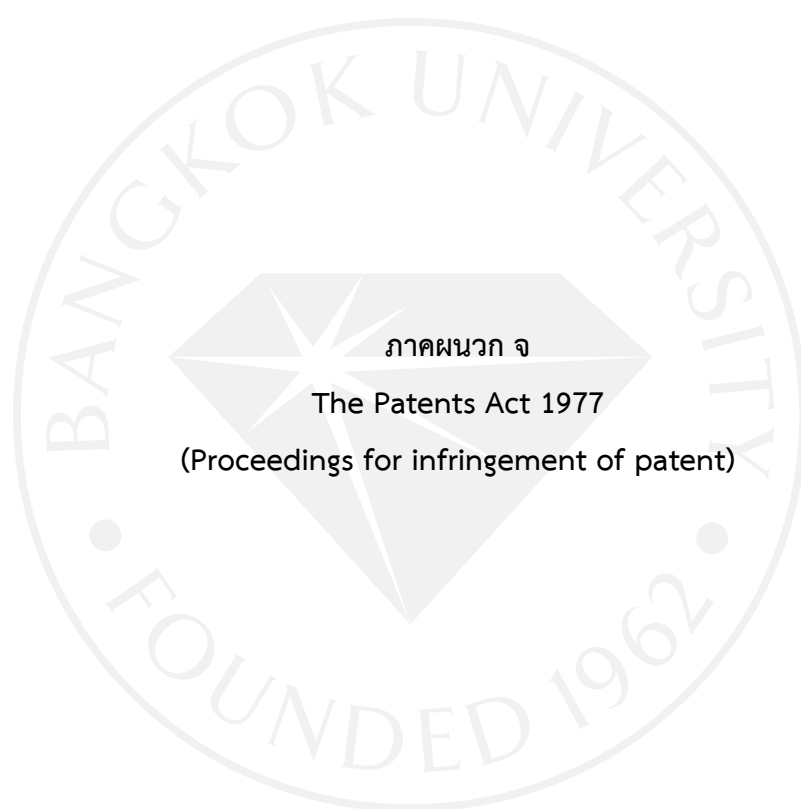 BANGKOK UNIVERSITY
ภาคผนวก จ
The Patents Act 1977
(Proceedings for infringement of patent)
• FOUNDED 1962 •